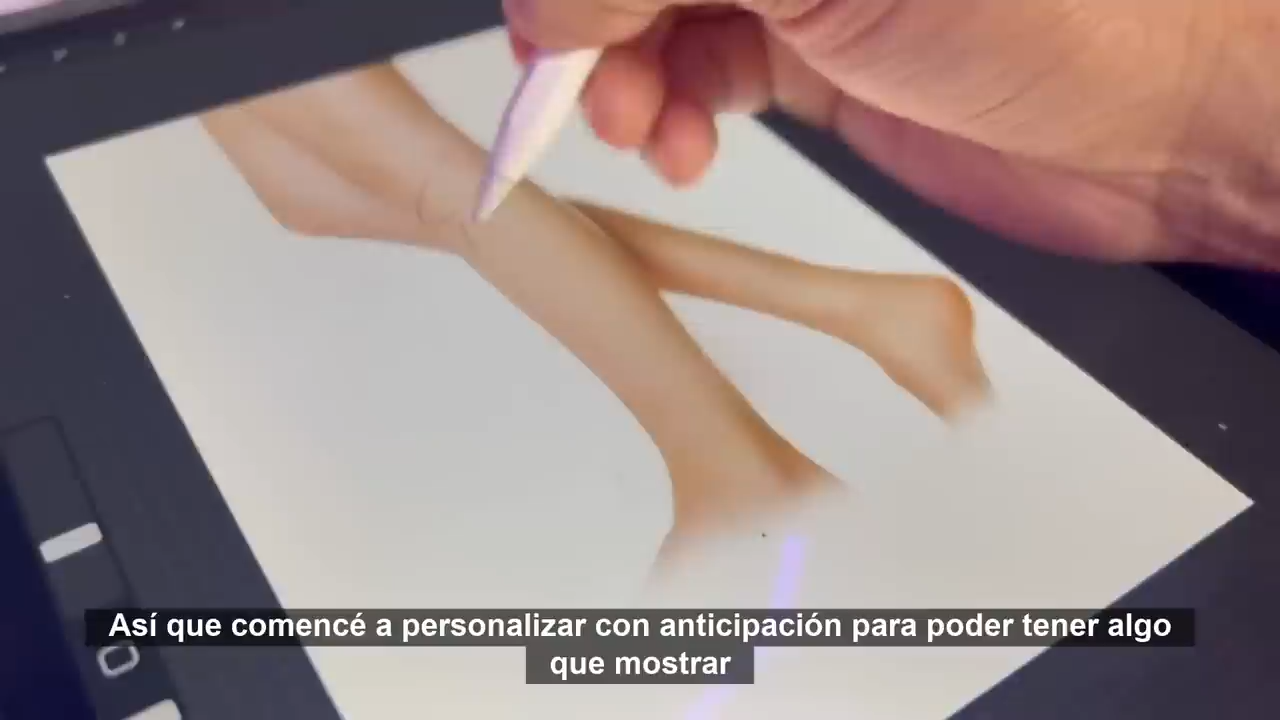 Así que comencé a personalizar con anticipación para poder tener algo
que mostrar